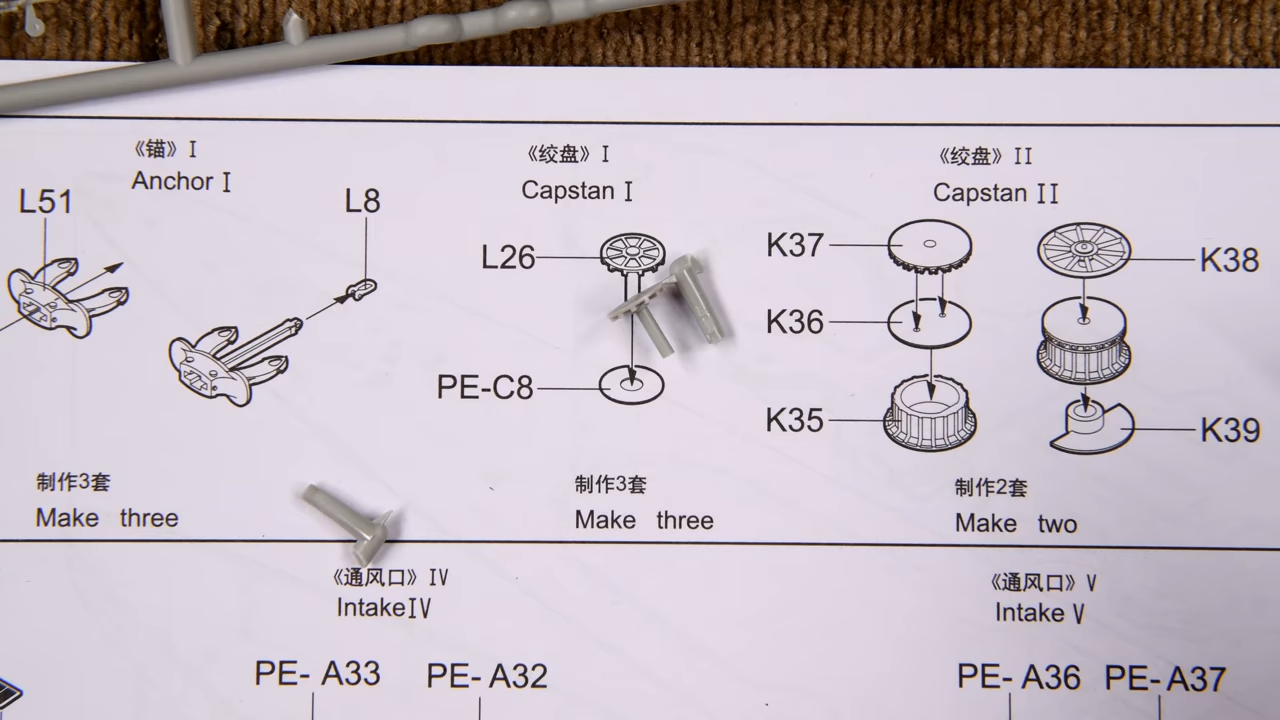 《锚》I
Anchor I
L51
L8
制作3套
Make three
《绞盘》I
Capstan I
L26
PE-C8
制作3套
Make three
《绞盘》II
Capstan II
K37
K36
K35
K38
K39
制作2套
Make two
《通风口》IV
Intake IV
PE- A33
PE- A32
《通风口》V
Intake V
PE- A36
PE- A37